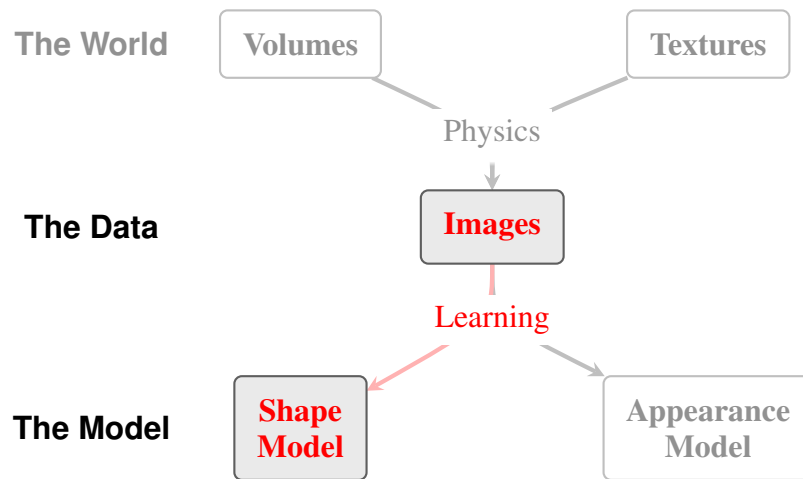 The World
Volumes
Textures
Physics
The Data
Images
Learning
The Model
Shape
Model
Appearance
Model